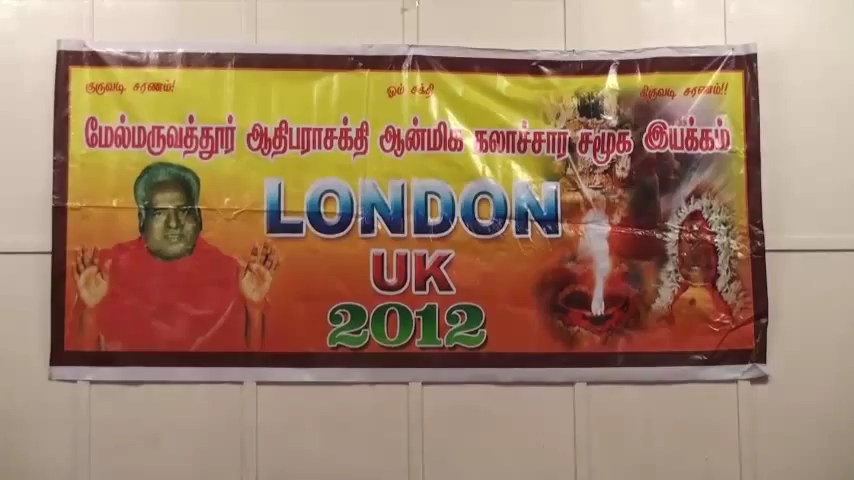 குருவடி சரணம்! ஓம் சக்தி திருவடி சரணம்!!
மேல்மருவத்தூர் ஆதிபராசக்தி ஆன்மிக கலாச்சார சமூக இயக்கம்
LONDON
UK
2012